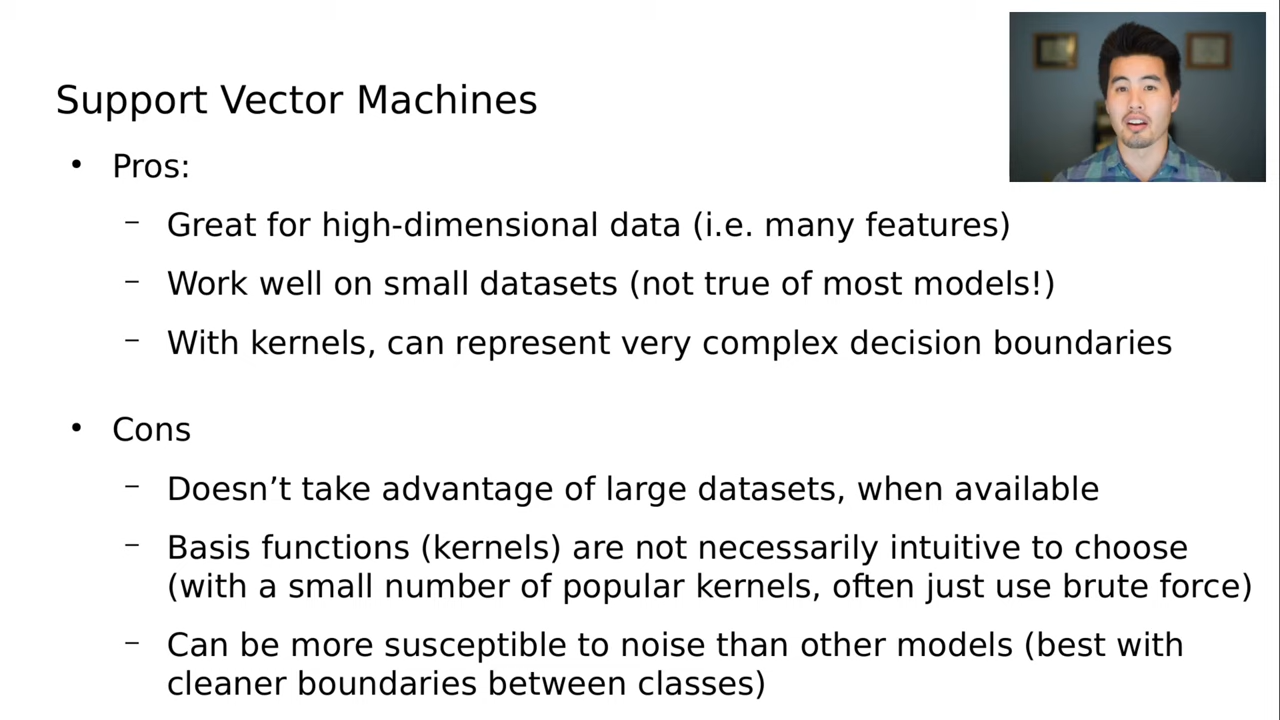 Support Vector Machines
• Pros:
– Great for high-dimensional data (i.e. many features)
– Work well on small datasets (not true of most models!)
– With kernels, can represent very complex decision boundaries
• Cons
– Doesn’t take advantage of large datasets, when available
– Basis functions (kernels) are not necessarily intuitive to choose
(with a small number of popular kernels, often just use brute force)
– Can be more susceptible to noise than other models (best with
cleaner boundaries between classes)